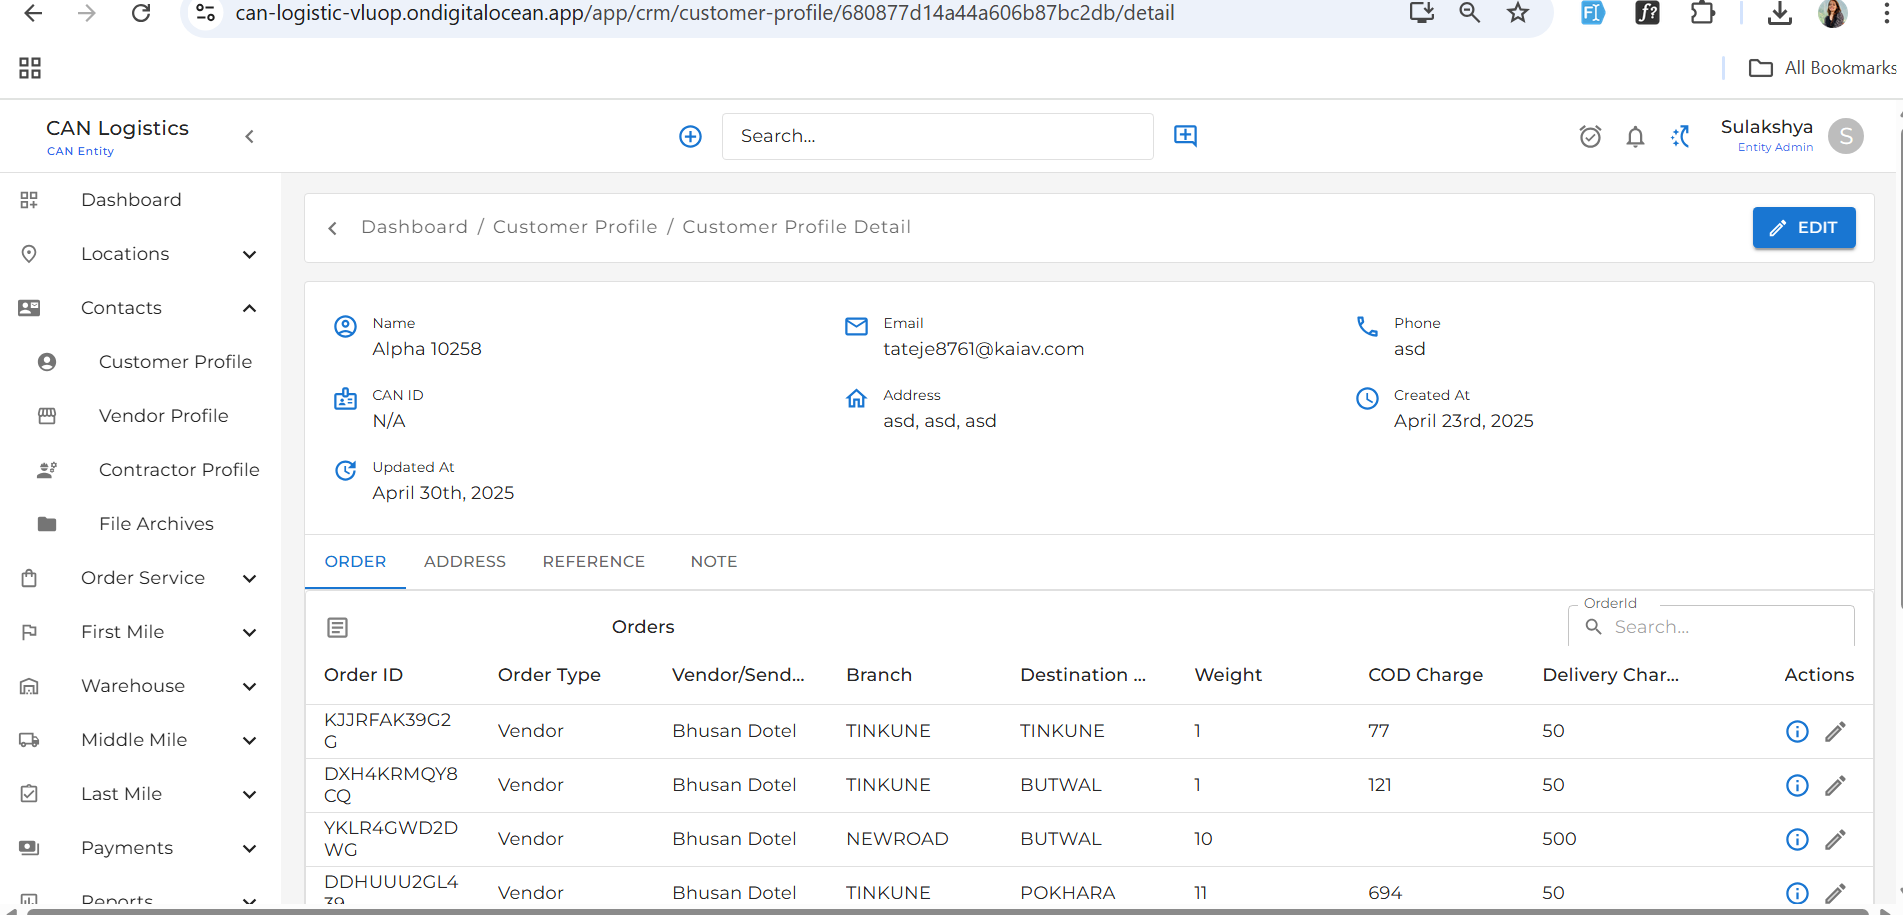 can-logistic-vluop.ondigitalocean.app/app/crm/customer-profile/680877d14a44a606b87bc2db/detail
All Bookmarks
CAN Logistics
CAN Entity
Search...
Sulakshya
Entity Admin
S
Dashboard
Locations
Contacts
Customer Profile
Vendor Profile
Contractor Profile
File Archives
Order Service
First Mile
Warehouse
Middle Mile
Last Mile
Payments
Reports
Dashboard / Customer Profile / Customer Profile Detail
EDIT
Name
Alpha 10258
Email
tateje8761@kaiav.com
Phone
asd
CAN ID
N/A
Address
asd, asd, asd
Created At
April 23rd, 2025
Updated At
April 30th, 2025
ORDER ADDRESS REFERENCE NOTE
Orders
OrderId
Search...
Order ID Order Type Vendor/Send... Branch Destination ... Weight COD Charge Delivery Char... Actions
KJJRFAK39G2
G
Vendor Bhusan Dotel TINKUNE TINKUNE 1 77 50
DXH4KRMQY8
CQ
Vendor Bhusan Dotel TINKUNE BUTWAL 1 121 50
YKLR4GWD2D
WG
Vendor Bhusan Dotel NEWROAD BUTWAL 10 500
DDHUUU2GL4
39
Vendor Bhusan Dotel TINKUNE POKHARA 11 694 50